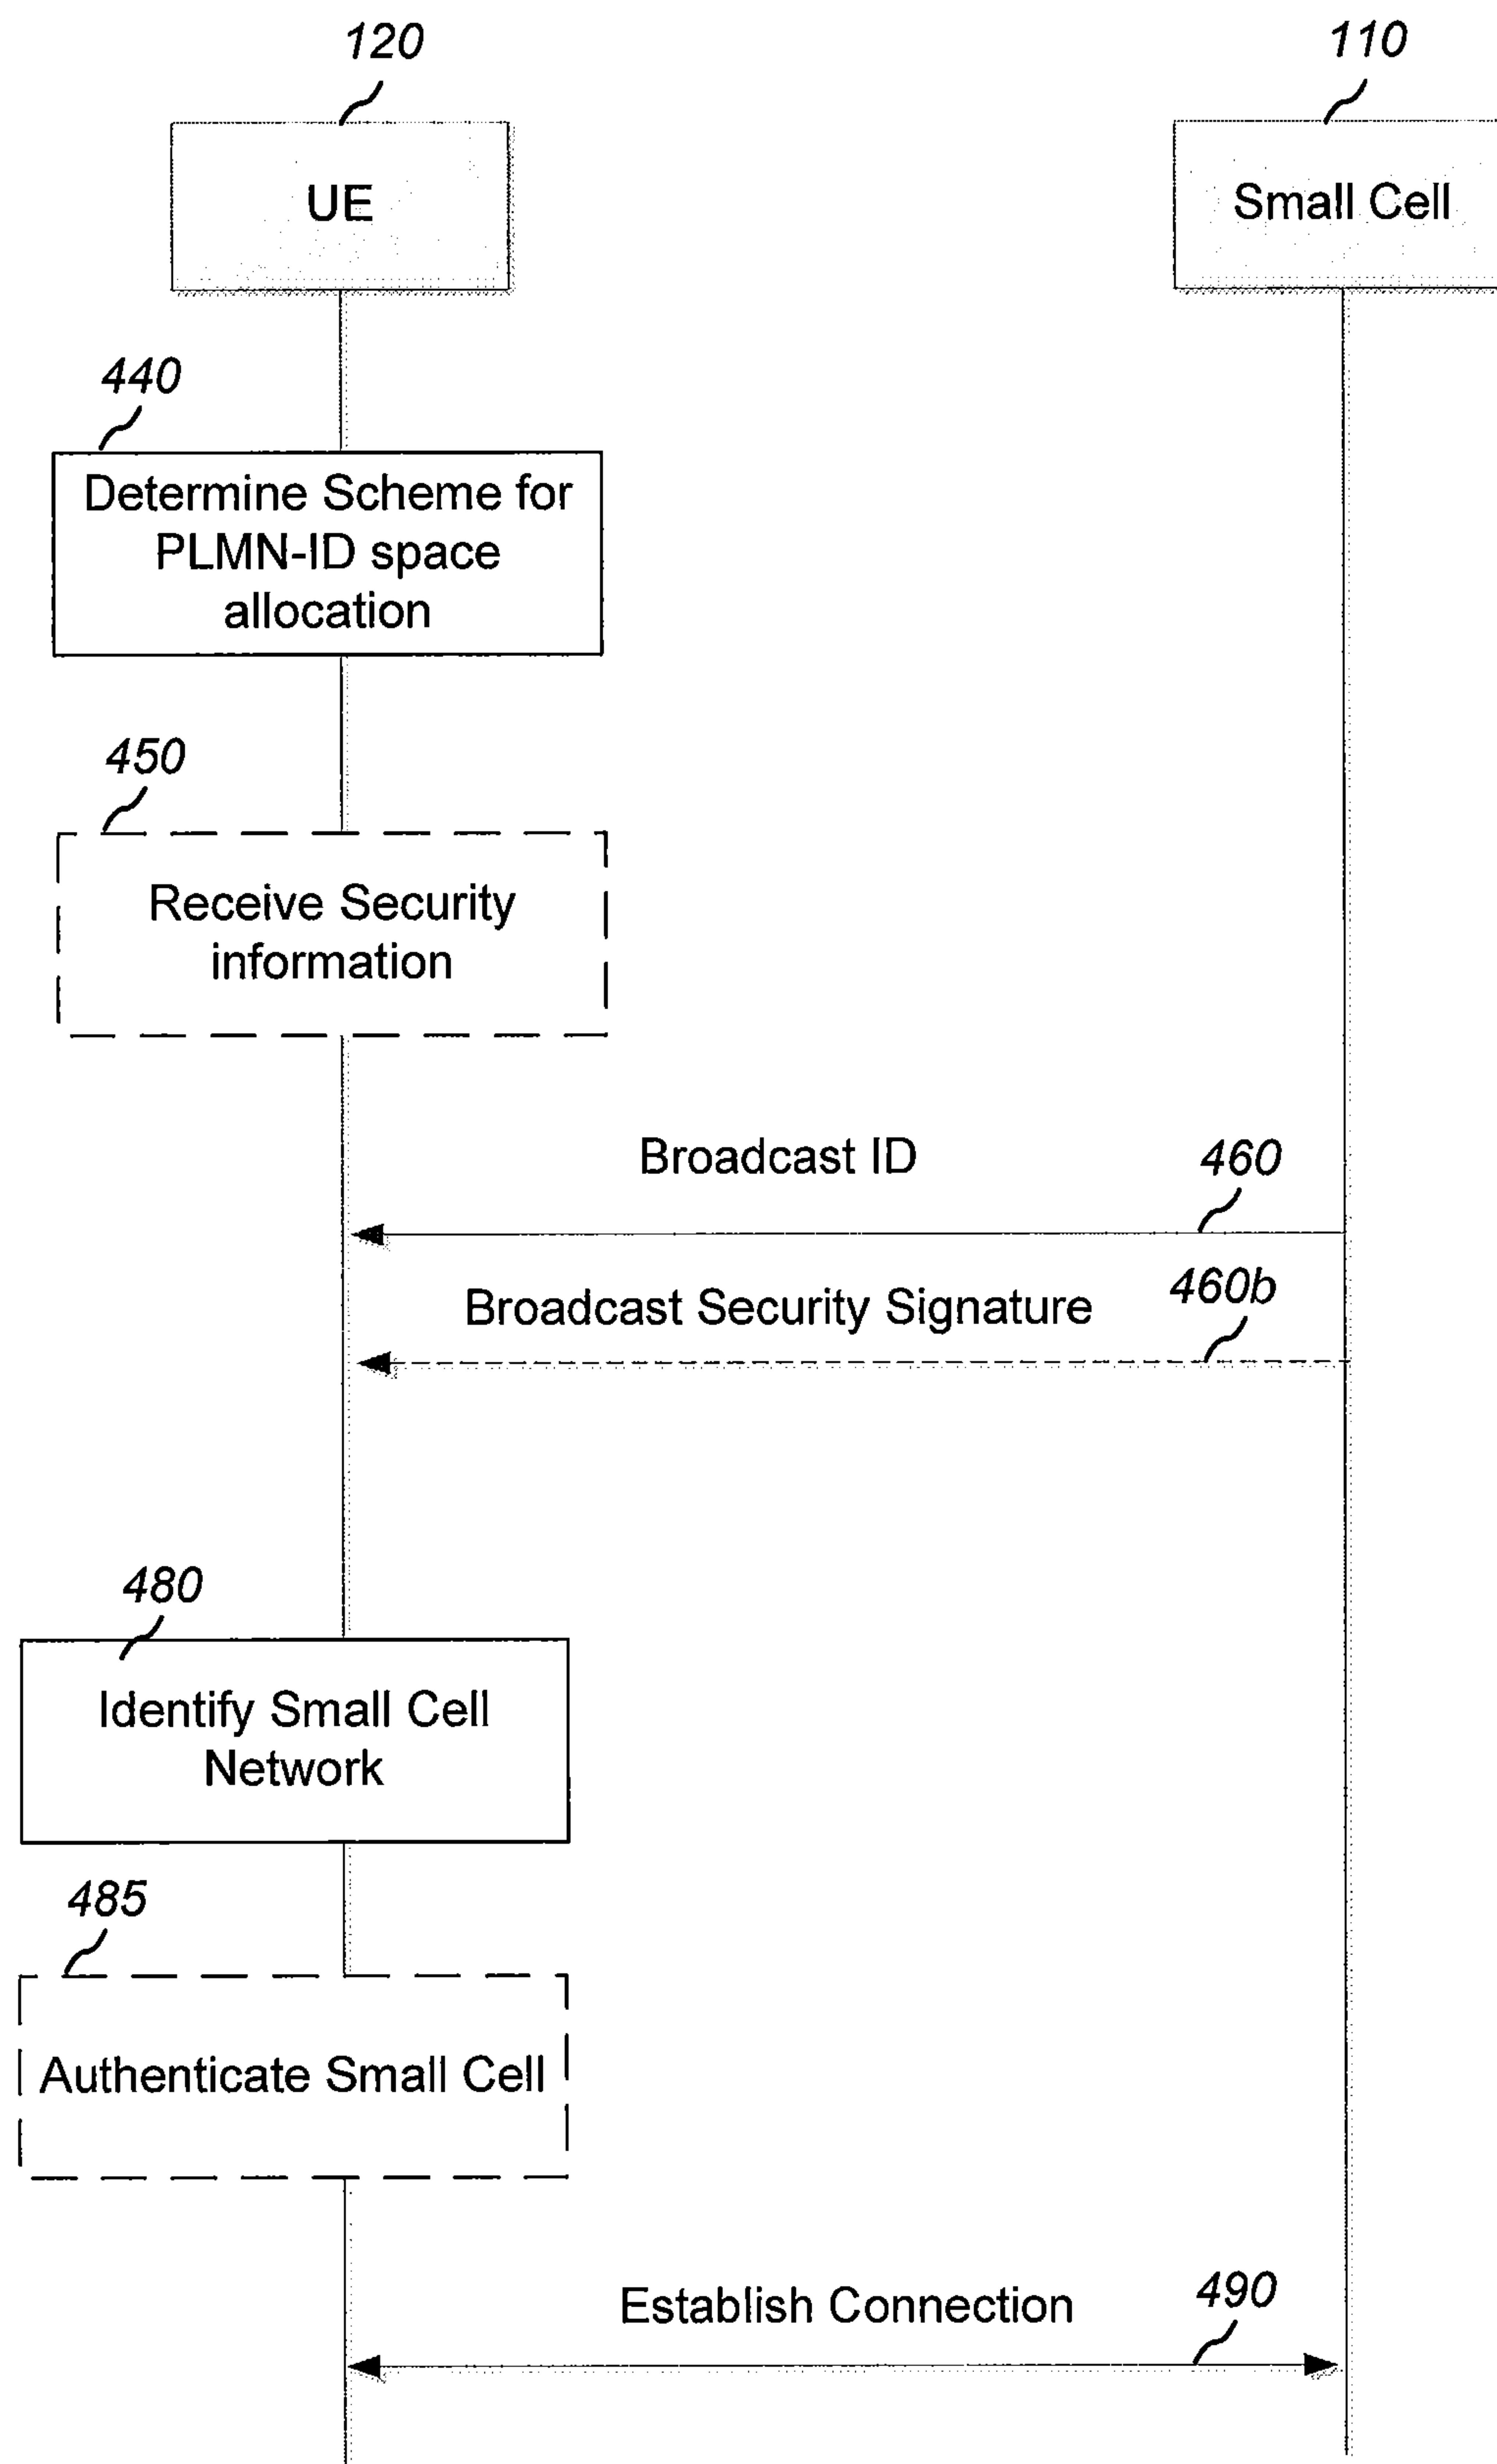 120
110
UE
Small Cell
440
Determine Scheme for
PLMN-ID space
allocation
450
Receive Security
information
Broadcast ID
460
Broadcast Security Signature
460b
480
Identify Small Cell
Network
485
Authenticate Small Cell
Establish Connection
490